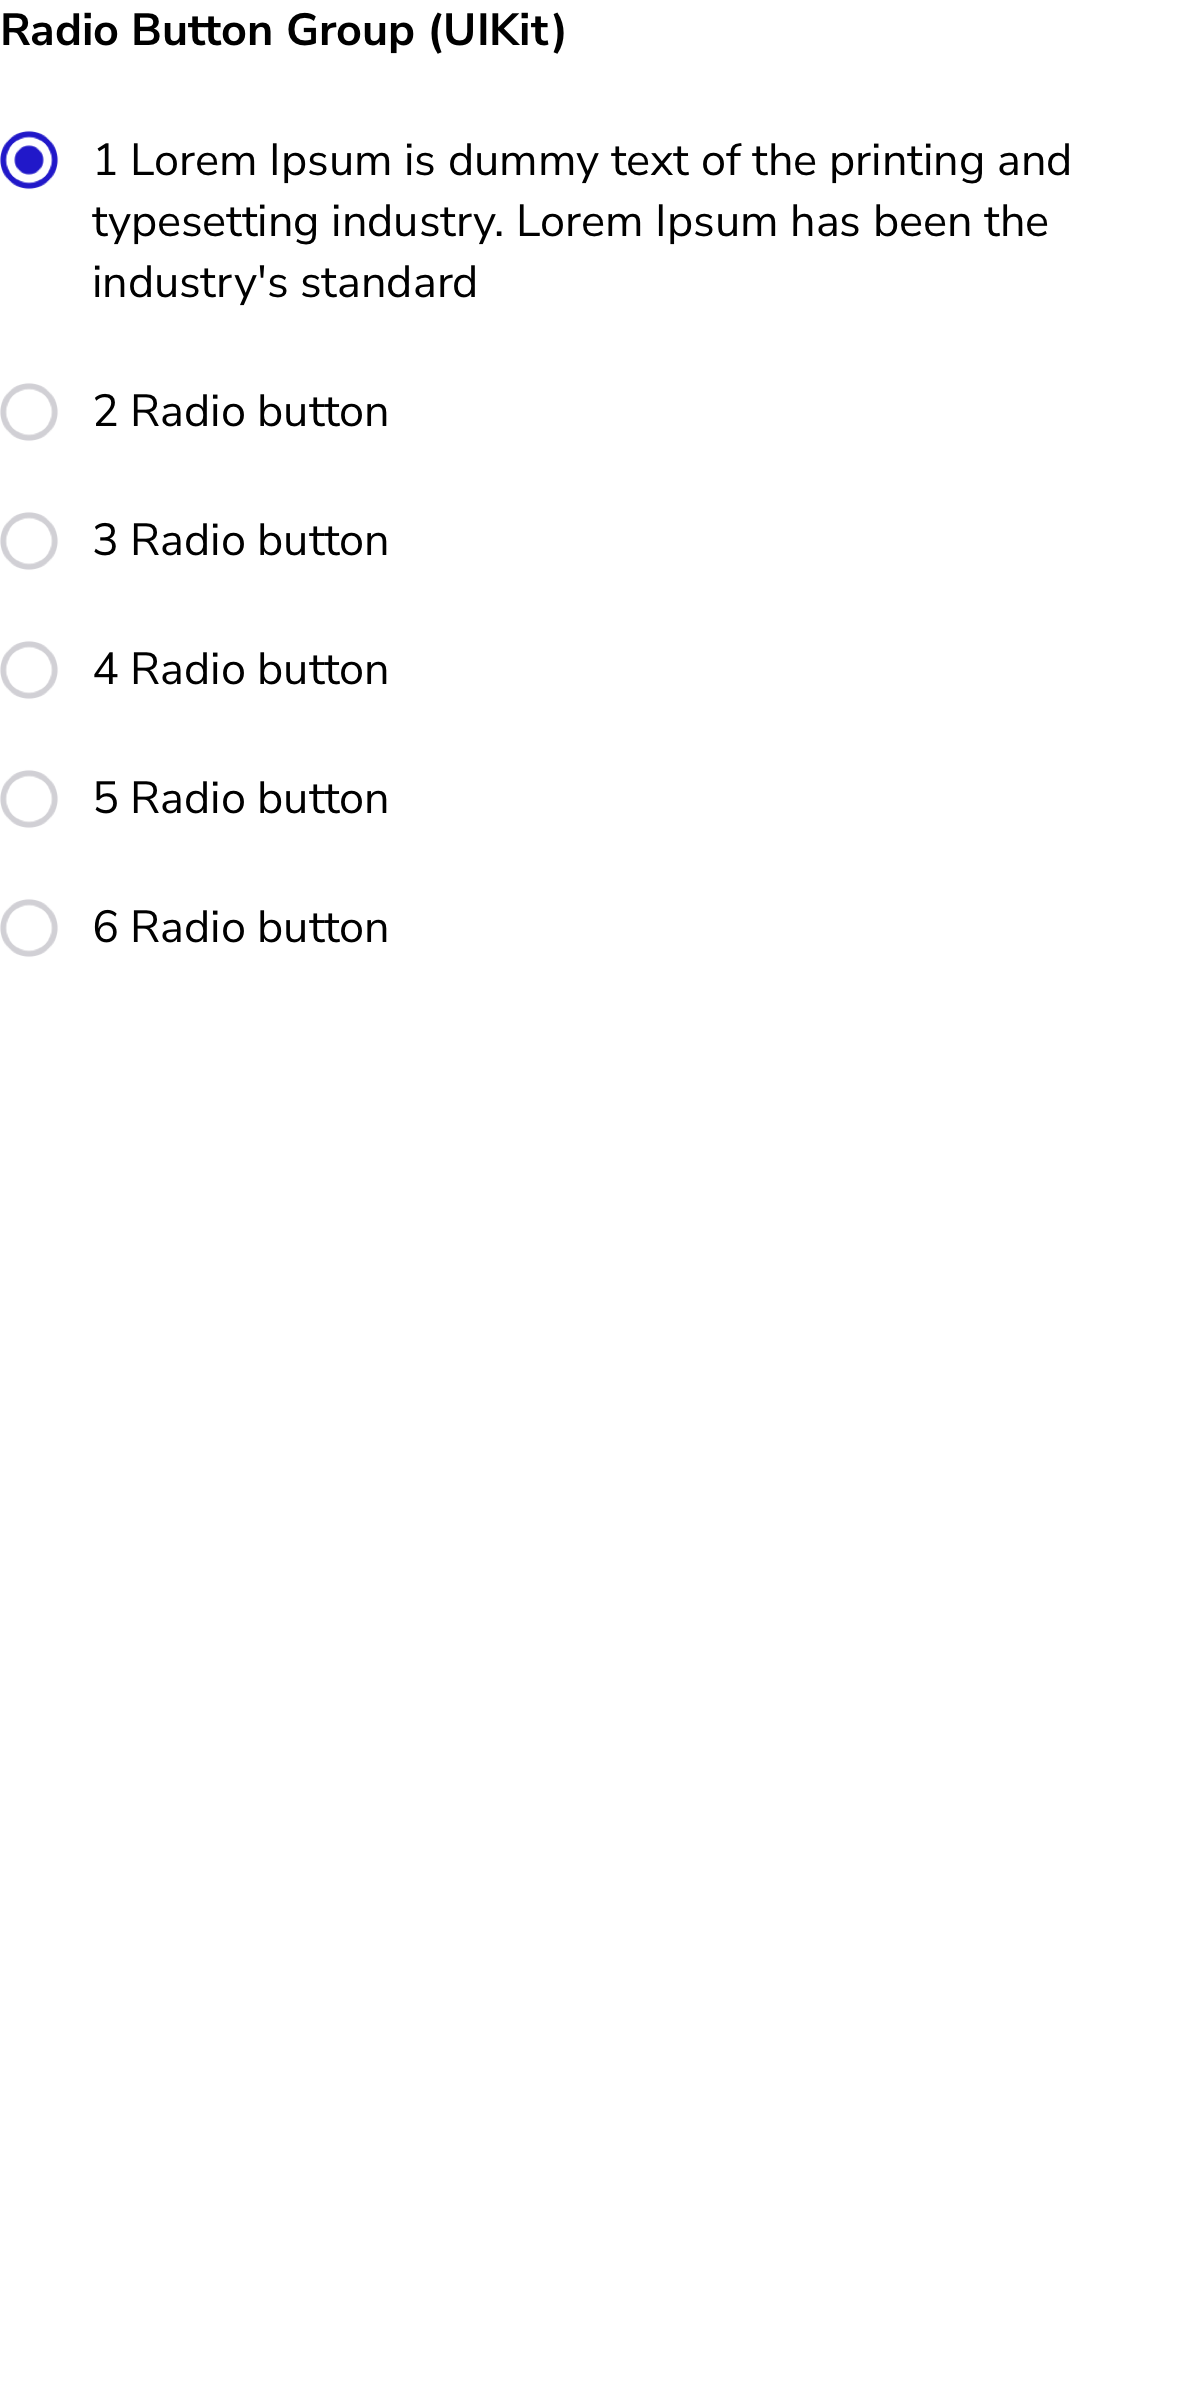 Radio Button Group (UIKit)
1 Lorem Ipsum is dummy text of the printing and
typesetting industry. Lorem Ipsum has been the
industry's standard
2 Radio button
3 Radio button
4 Radio button
5 Radio button
6 Radio button